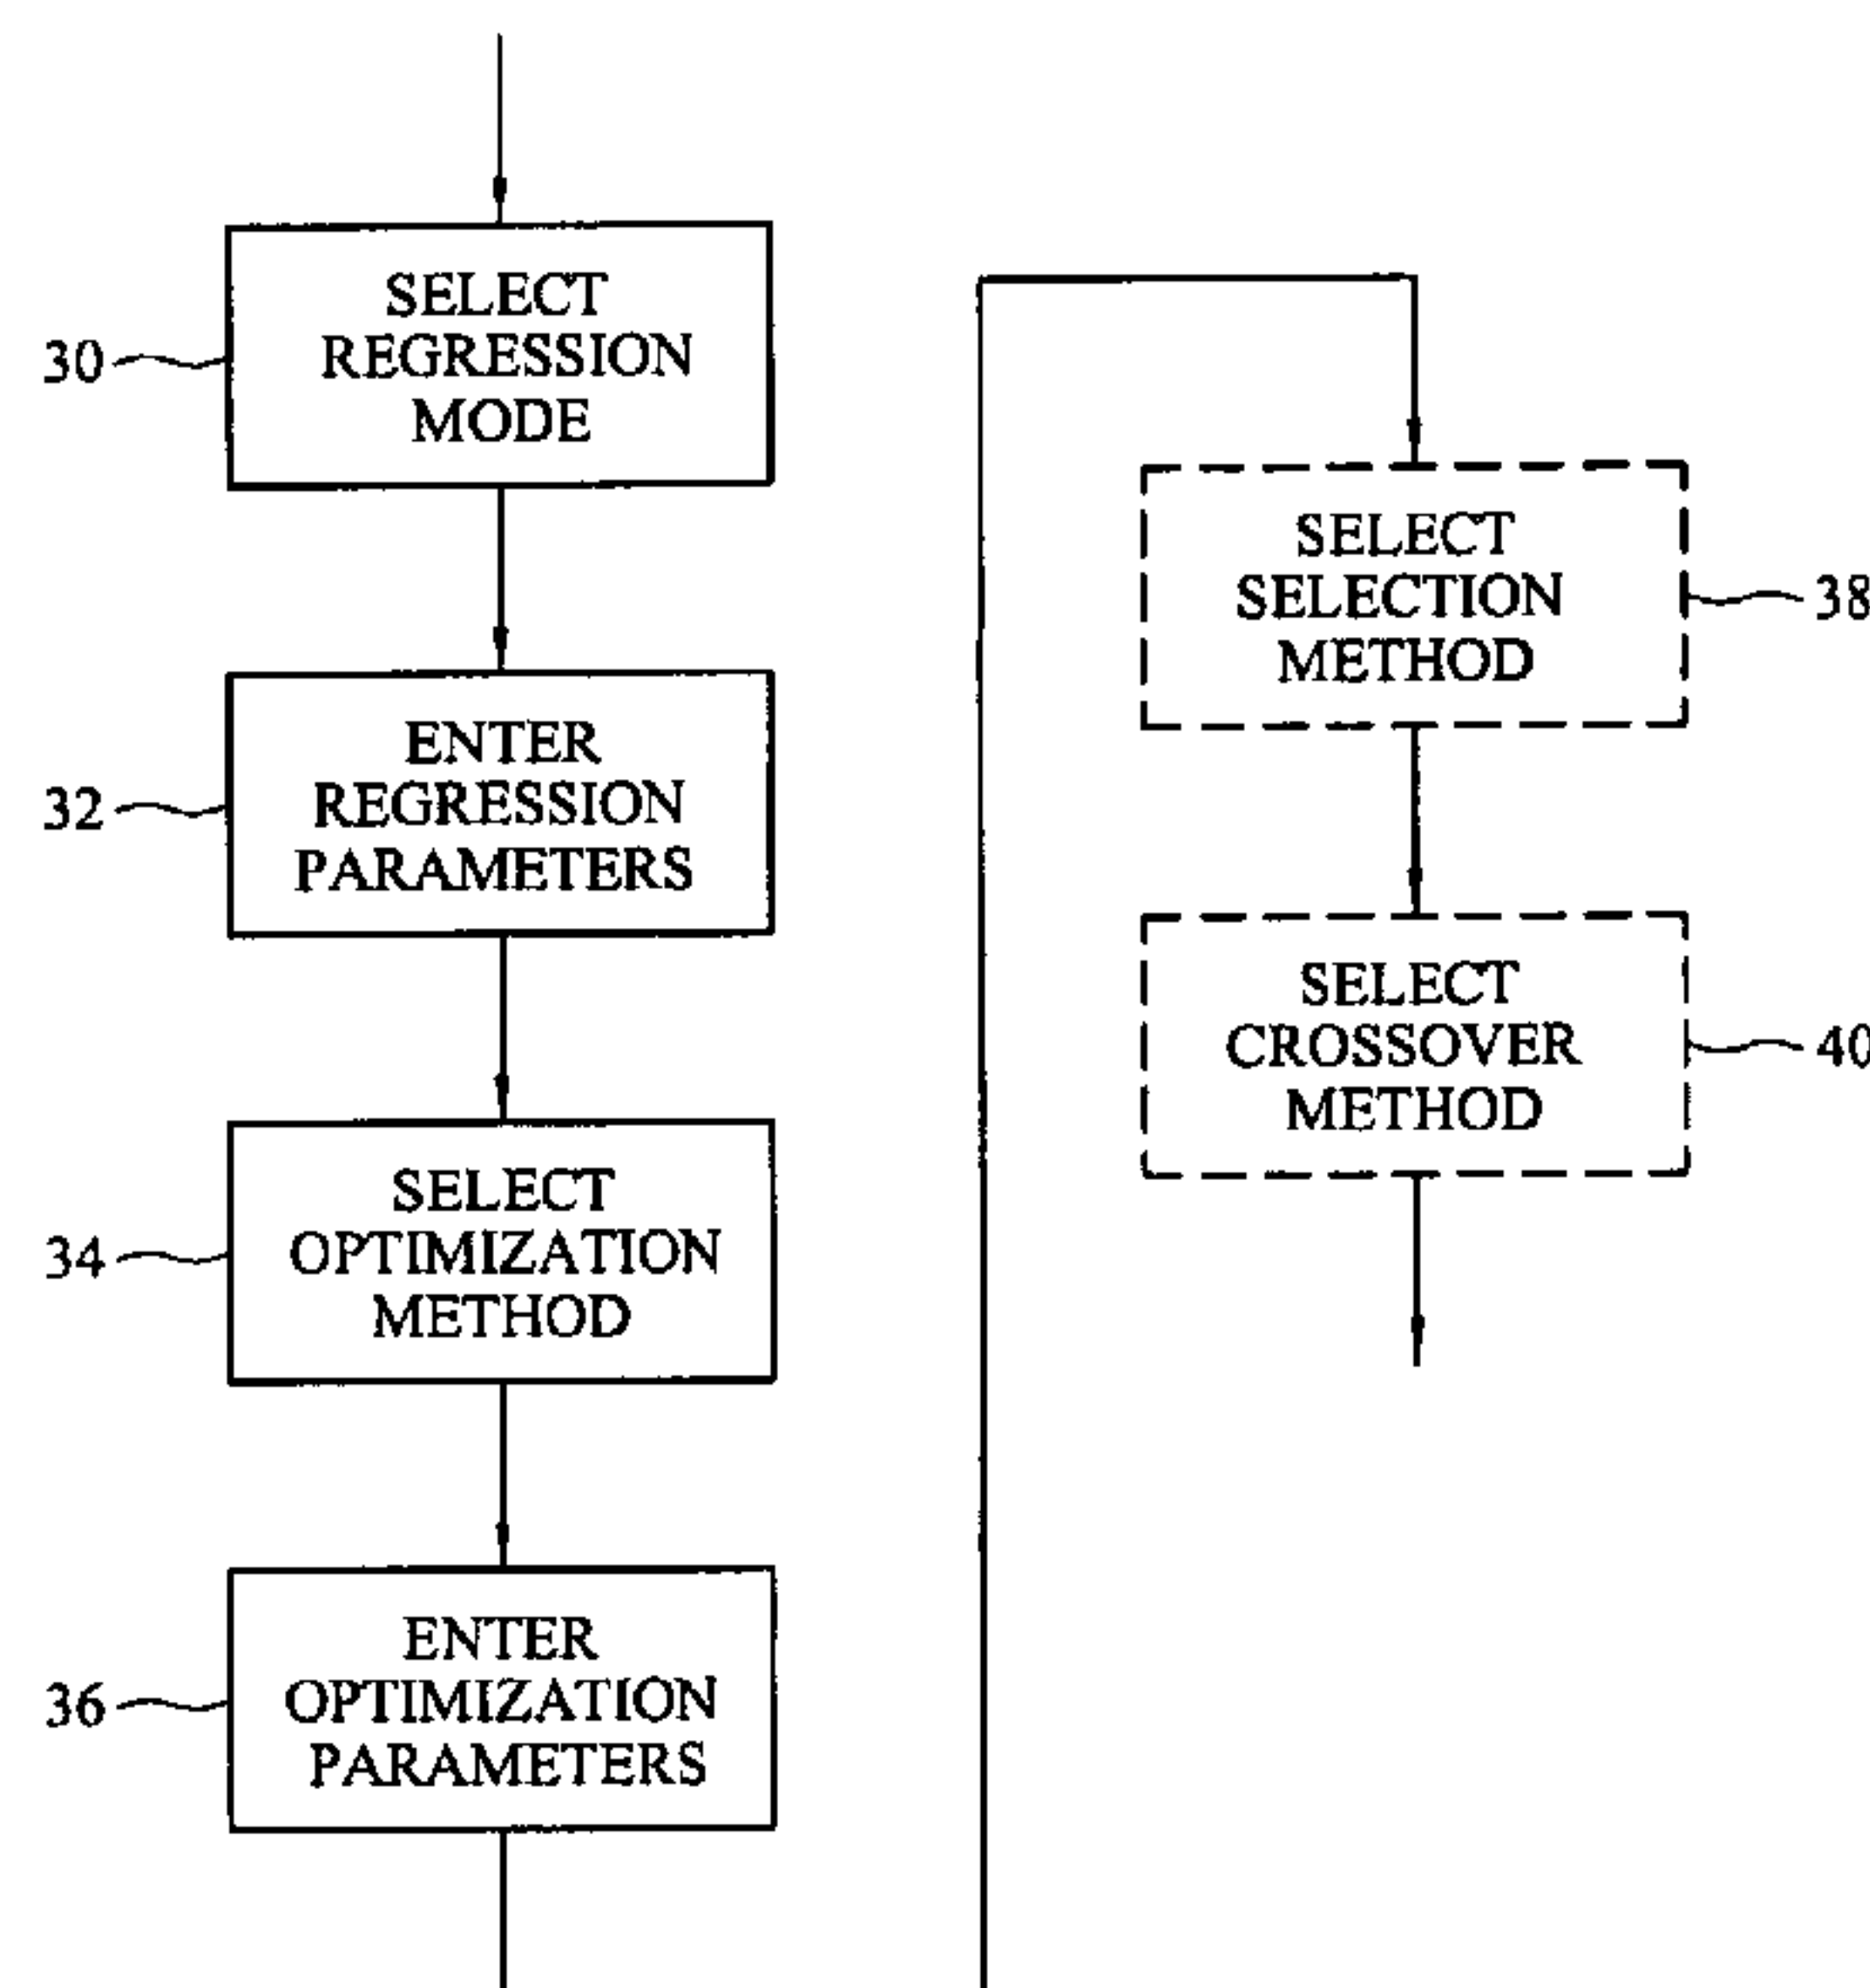 30
SELECT
REGRESSION
MODE
32
ENTER
REGRESSION
PARAMETERS
34
SELECT
OPTIMIZATION
METHOD
36
ENTER
OPTIMIZATION
PARAMETERS
SELECT
SELECTION
METHOD
38
SELECT
CROSSOVER
METHOD
40